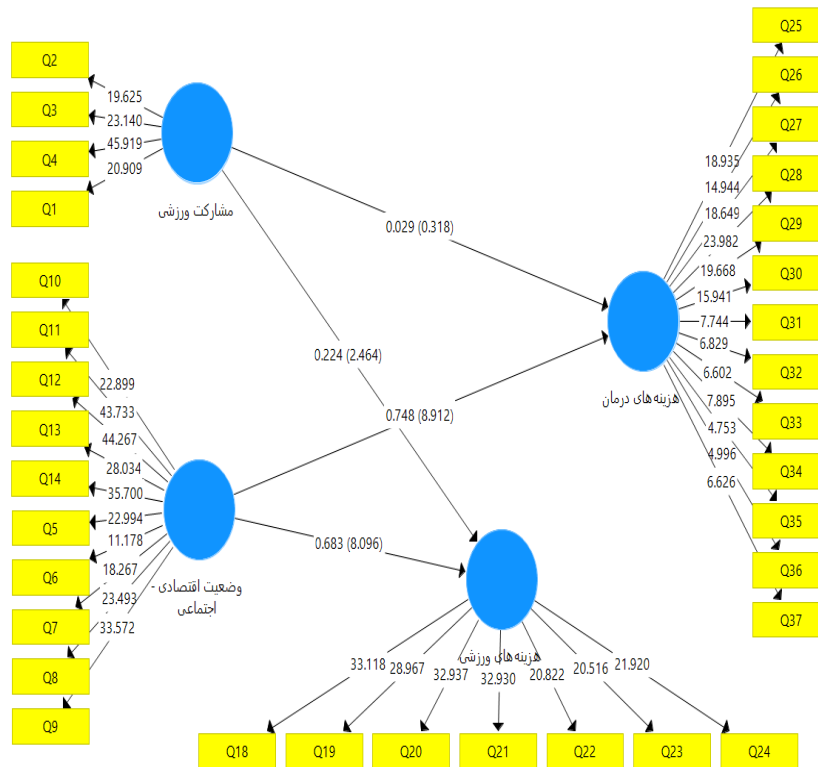 Q2
Q3
Q4
Q1
19.625
23.140
45.919
20.909
مشارکت ورزشی
Q10
Q11
Q12
Q13
Q14
Q5
Q6
Q7
Q8
Q9
22.899
43.733
44.267
28.034
35.700
22.994
11.178
18.267
23.493
33.572
وضعیت اقتصادی -
اجتماعی
0.029 (0.318)
0.224 (2.464)
0.748 (8.912)
0.683 (8.096)
هزینه‌های درمان
18.935
14.944
18.649
23.982
19.668
15.941
7.744
6.829
6.602
7.895
4.753
4.996
6.626
Q25
Q26
Q27
Q28
Q29
Q30
Q31
Q32
Q33
Q34
Q35
Q36
Q37
هزینه‌های ورزشی
33.118
28.967
32.937
32.930
20.822
20.516
21.920
Q18
Q19
Q20
Q21
Q22
Q23
Q24